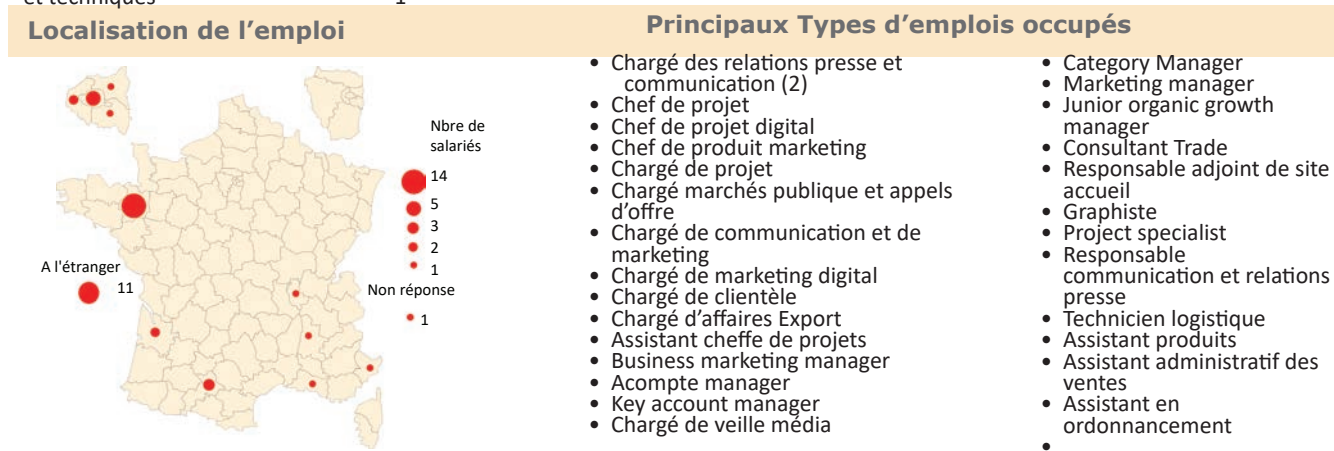 et techniques 1
Localisation de l’emploi
Principaux Types d’emplois occupés
Nbre de
salariés
14
5
3
2
1
A l'étranger
11
Non réponse
1
• Chargé des relations presse et
communication (2)
• Chef de projet
• Chef de projet digital
• Chef de produit marketing
• Chargé de projet
• Chargé marchés publique et appels
d’offre
• Chargé de communication et de
marketing
• Chargé de marketing digital
• Chargé de clientèle
• Chargé d’affaires Export
• Assistant cheffe de projets
• Business marketing manager
• Acompte manager
• Key account manager
• Chargé de veille média
• Category Manager
• Marketing manager
• Junior organic growth
manager
• Consultant Trade
• Responsable adjoint de site
accueil
• Graphiste
• Project specialist
• Responsable
communication et relations
presse
• Technicien logistique
• Assistant produits
• Assistant administratif des
ventes
• Assistant en
ordonnancement
•